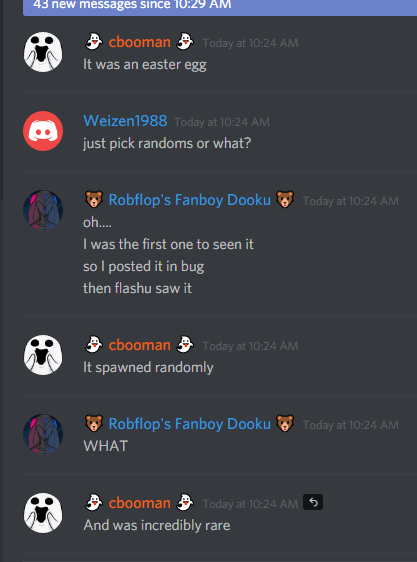 43 new messages since 10:29 AM
👻 cbooman 👻 Today at 10:24 AM
It was an easter egg
Weizen1988 Today at 10:24 AM
just pick randoms or what?
🐻 Robflop's Fanboy Dooku 🐻 Today at 10:24 AM
oh....
I was the first one to seen it
so I posted it in bug
then flashu saw it
👻 cbooman 👻 Today at 10:24 AM
It spawned randomly
🐻 Robflop's Fanboy Dooku 🐻 Today at 10:24 AM
WHAT
👻 cbooman 👻 Today at 10:24 AM
And was incredibly rare